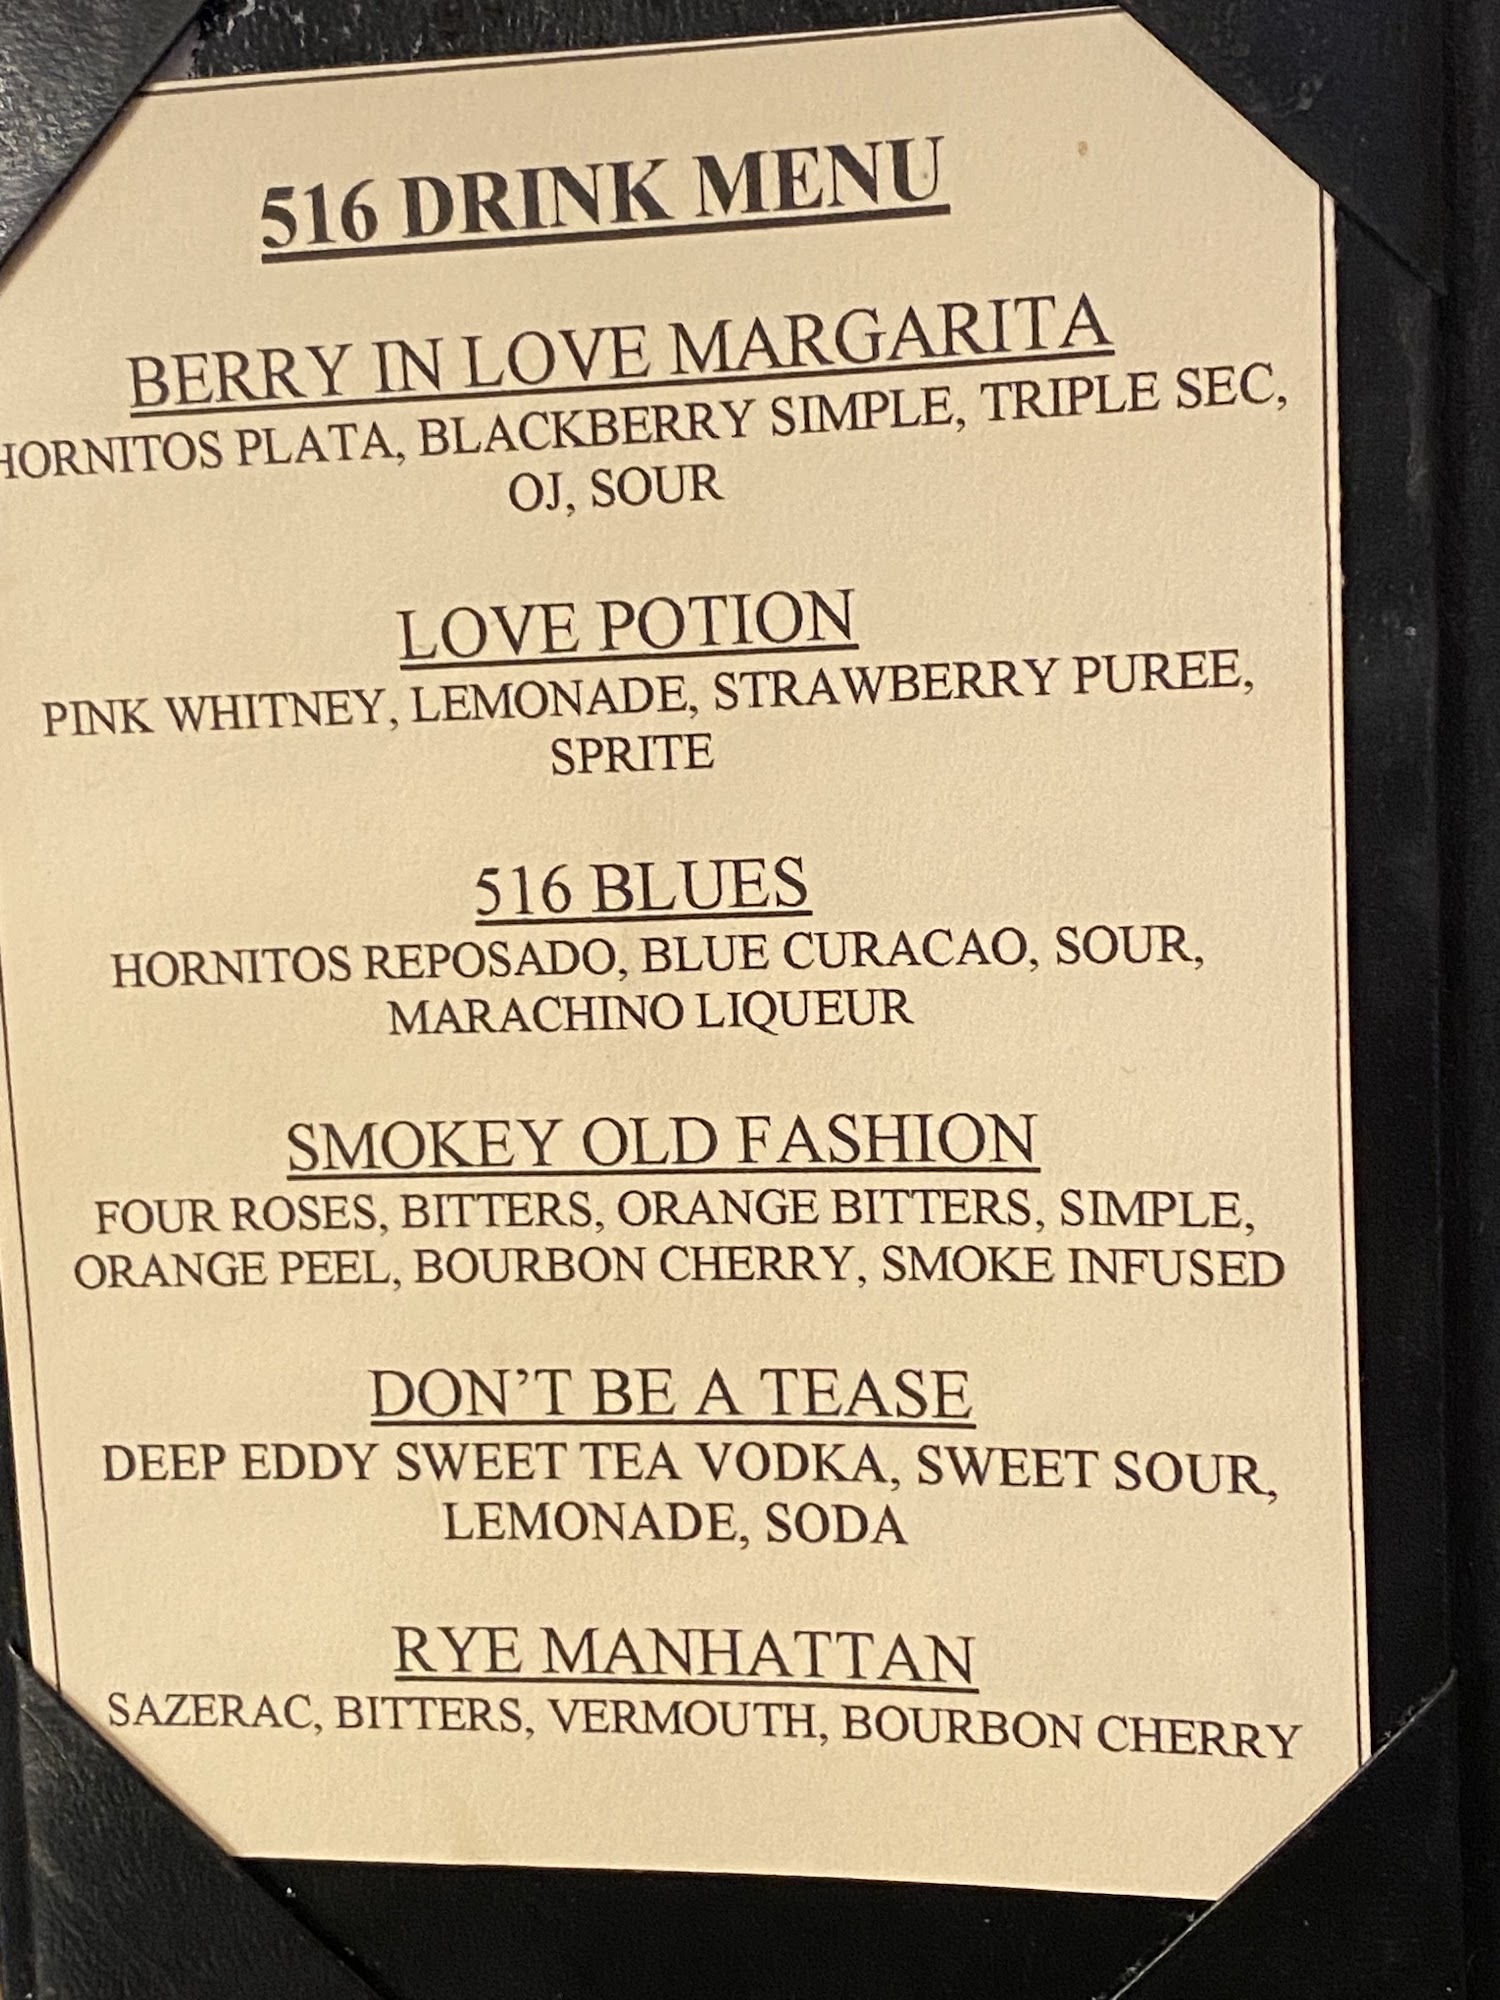 516 DRINK MENU
BERRY IN LOVE MARGARITA
HORNITOS PLATA, BLACKBERRY SIMPLE, TRIPLE SEC,
OJ, SOUR
LOVE POTION
PINK WHITNEY, LEMONADE, STRAWBERRY PUREE,
SPRITE
516 BLUES
HORNITOS REPOSADO, BLUE CURACAO, SOUR,
MARACHINO LIQUEUR
SMOKEY OLD FASHION
FOUR ROSES, BITTERS, ORANGE BITTERS, SIMPLE,
ORANGE PEEL, BOURBON CHERRY, SMOKE INFUSED
DON'T BE A TEASE
DEEP EDDY SWEET TEA VODKA, SWEET SOUR,
LEMONADE, SODA
RYE MANHATTAN
SAZERAC, BITTERS, VERMOUTH, BOURBON CHERRY